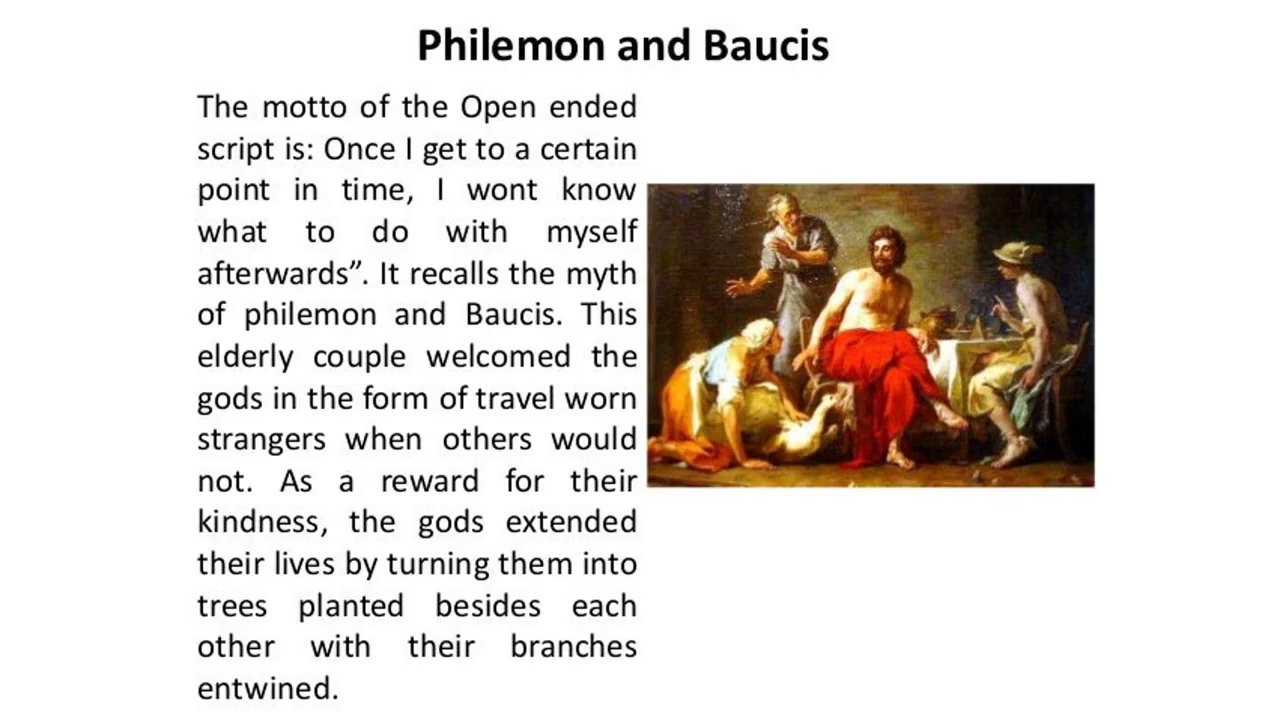 Philemon and Baucis
The motto of the Open ended
script is: Once I get to a certain
point in time, I wont know
what to do with myself
afterwards”. It recalls the myth
of philemon and Baucis. This
elderly couple welcomed the
gods in the form of travel worn
strangers when others would
not. As a reward for their
kindness, the gods extended
their lives by turning them into
trees planted besides each
other with their branches
entwined.